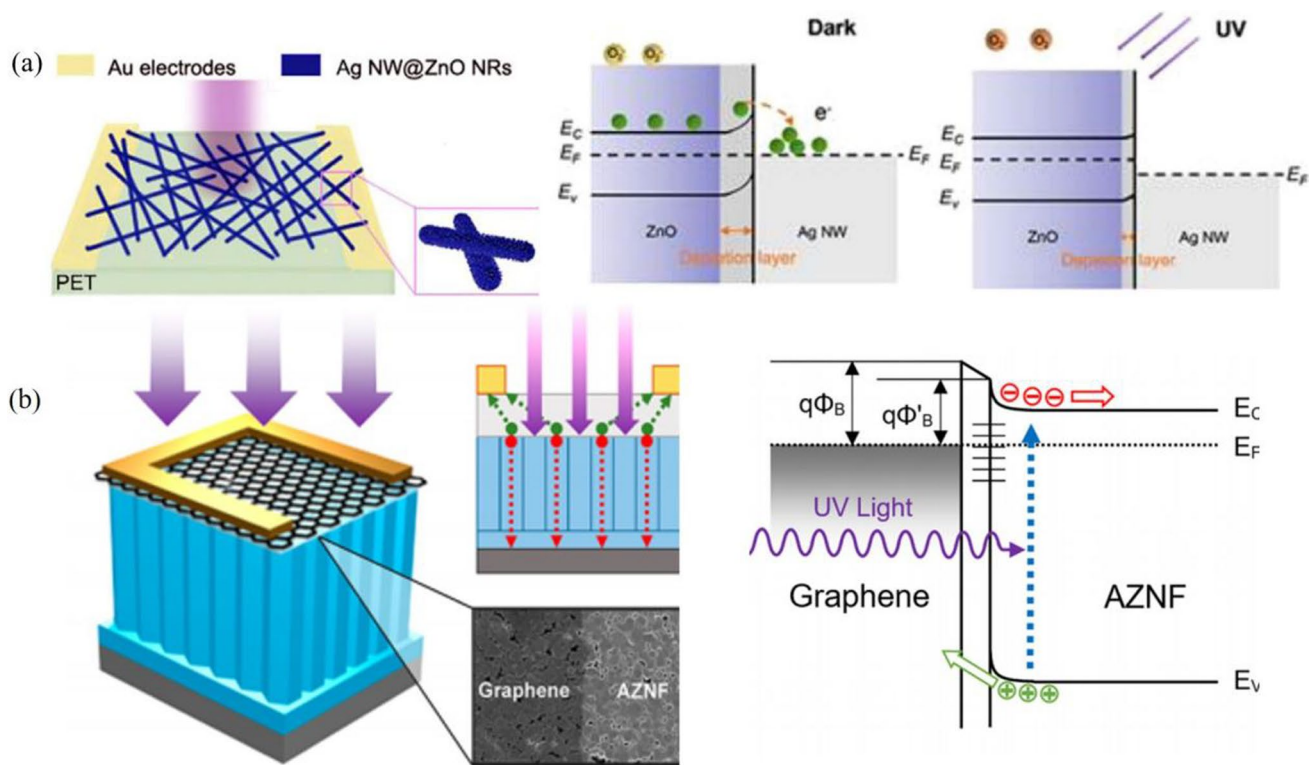 (a)
Au electrodes
Ag NW@ZnO NRs
PET
Dark
e⁻
E_C
E_F
E_F
E_v
ZnO
Ag NW
Depletion layer
UV
E_C
E_F
E_F
E_v
ZnO
Ag NW
Depletion layer
(b)
Graphene
AZNF
qΦ_B
qΦ'_B
E_C
E_F
UV Light
Graphene
AZNF
E_V